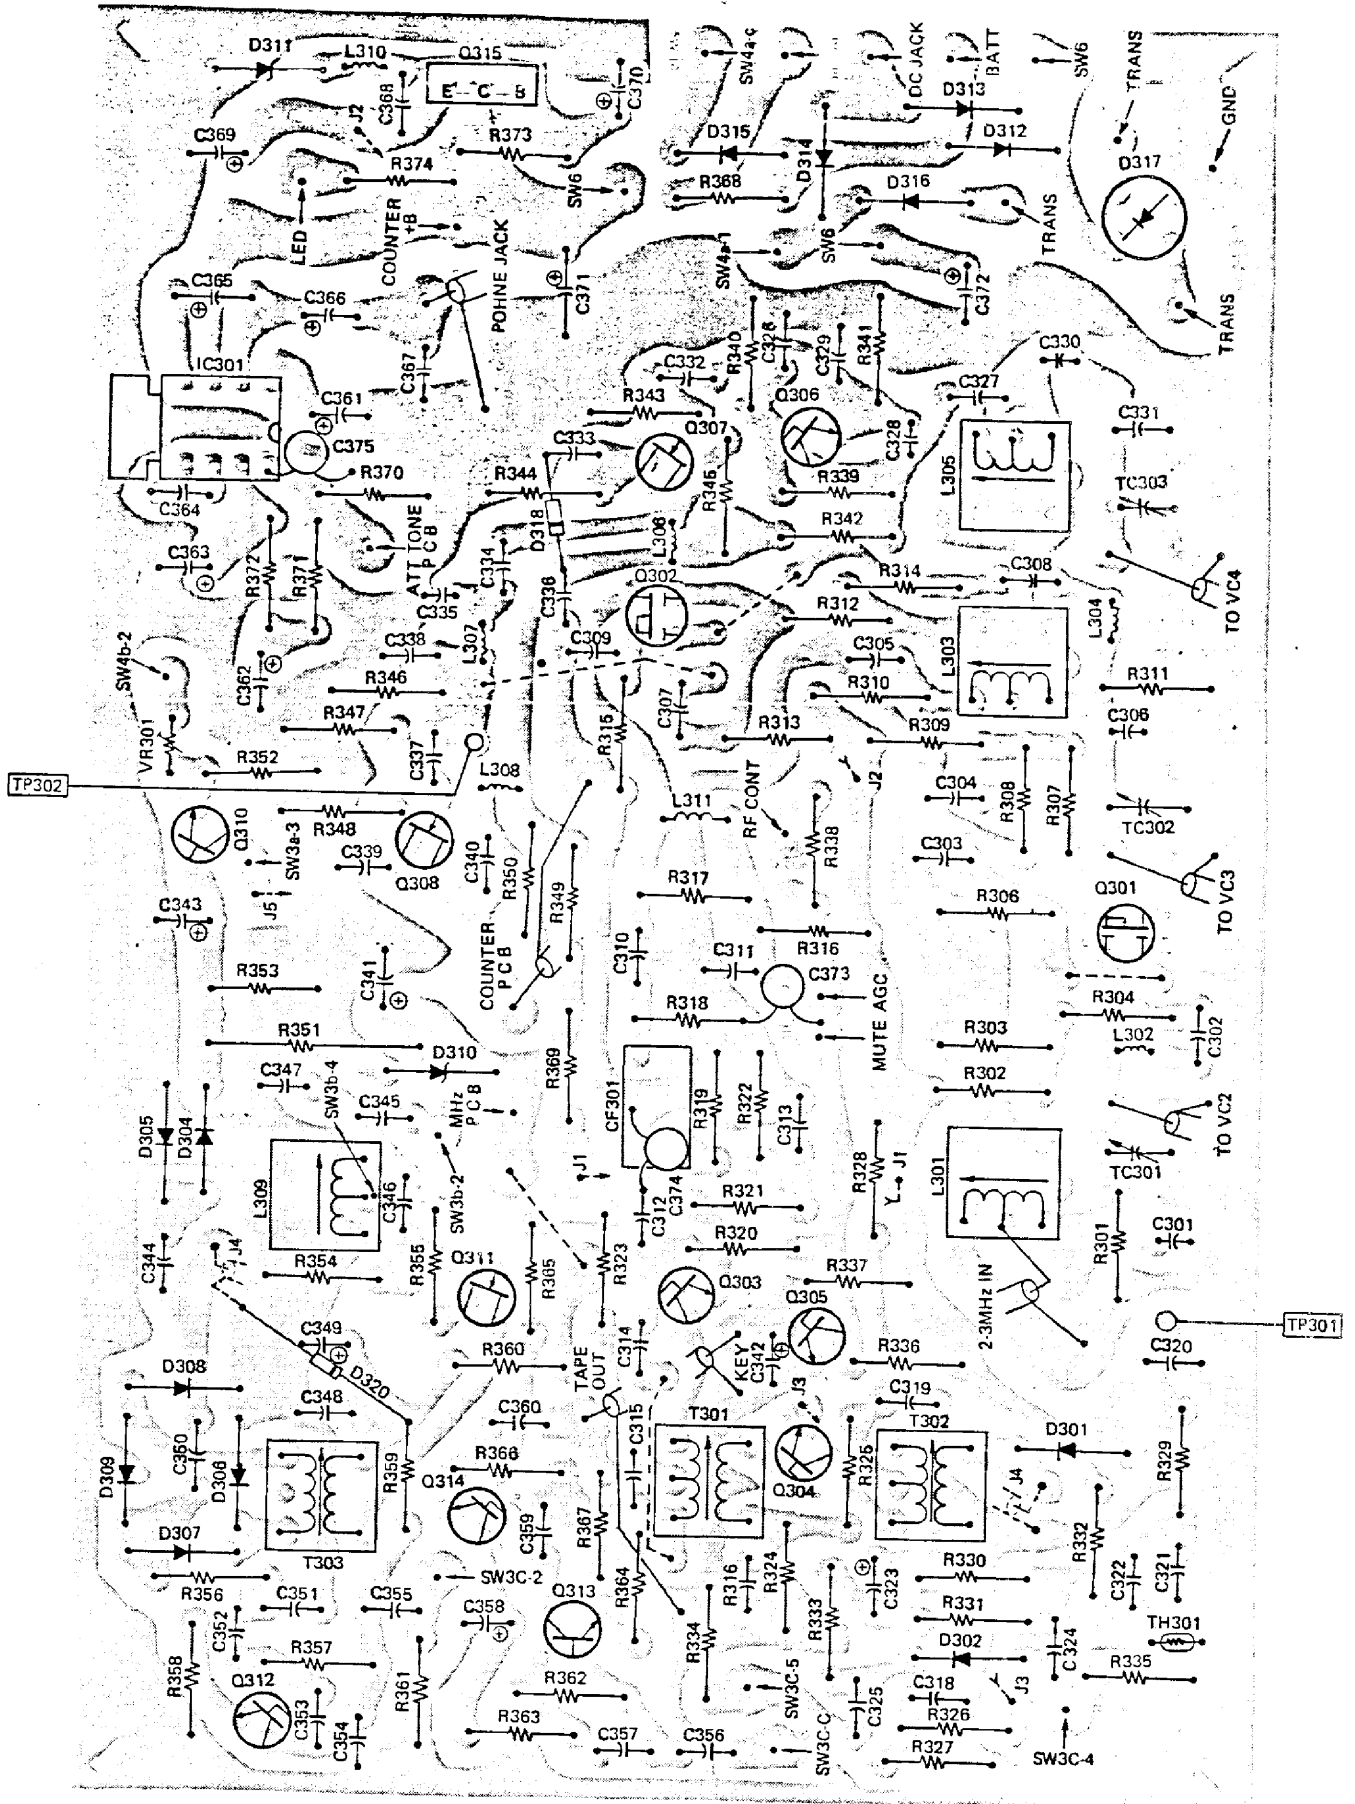 D311
L310
Q315
C368
E C B
C370
SW4a-c
DC JACK
BATT
SW6
TRANS
GND
J2
C369
R374
R373
D315
D314
D313
D312
D317
R368
D316
SW6
LED
COUNTER
+B
POHNE JACK
C371
SW4a-1
SW6
TRANS
C372
TRANS
C365
C366
IC301
C367
C332
R340
C326
C329
R341
C330
C361
C375
R343
Q307
Q306
C327
C328
C331
R370
C333
R344
R345
R339
L305
TC303
C364
D318
L306
R342
C363
R372
R371
ATT TONE
P C B
C334
C335
C336
Q302
R314
C308
R312
L304
TO VC4
SW4b-2
C362
C338
L307
C309
C305
L303
R346
C307
R310
R311
VR301
R347
R315
R313
R309
C306
R352
C337
TP302
L308
RF CONT
J2
C304
R308
R307
Q310
R348
L311
R338
TC302
SW3a-3
C339
Q308
C340
R350
R349
C303
J5
R317
R306
Q301
TO VC3
C343
COUNTER
P C B
C310
R316
C311
C373
R353
C341
R318
MUTE AGC
R304
R351
R303
L302
C302
D310
R369
C347
SW3b-4
MHz
P C B
CF301
R319
R322
R302
C345
C313
D305
D304
J1
R328
J1
L301
TC301
TO VC2
L309
C346
SW3b-2
C312
C374
R321
C344
J4
R320
R301
C301
R354
R355
Q311
R365
R323
Q303
R337
2-3MHz IN
C349
C314
Q305
TP301
D308
D320
R360
TAPE
OUT
KEY
C342
R336
C320
C348
C360
C315
T301
J3
C319
T302
D301
D309
C350
D306
R359
R366
Q314
R325
R329
Q304
J4
D307
T303
C359
R367
R332
R356
SW3C-2
R364
R316
R324
C323
R330
C322
C321
C351
C355
C358
Q313
R333
R331
C352
R334
C324
TH301
R358
R357
D302
Q312
R361
R362
SW3C-5
C318
J3
R335
C353
C354
R363
C325
R326
C357
C356
SW3C-C
R327
SW3C-4